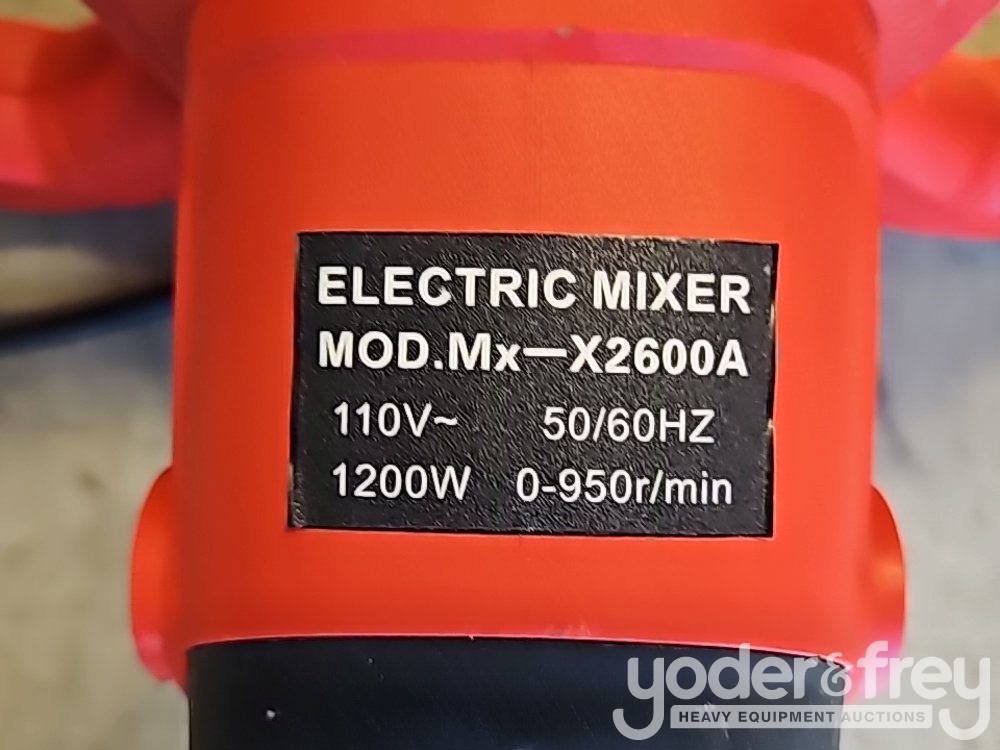 ELECTRIC MIXER
MOD.Mx—X2600A
110V~ 50/60HZ
1200W 0-950r/min
yoder&frey
HEAVY EQUIPMENT AUCTIONS